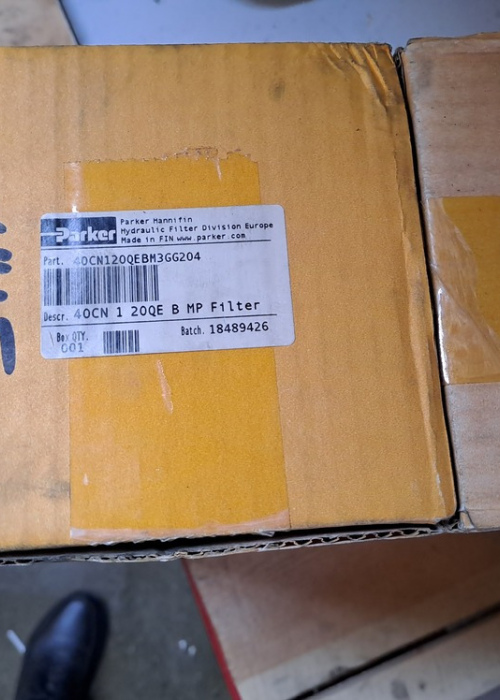 Parker
Parker Hannifin
Hydraulic Filter Division Europe
Made in FIN www.parker.com
Part. 40CN120QEBM3GG204
Descr. 40CN 1 20QE B MP Filter
Box QTY. Batch. 18489426
001